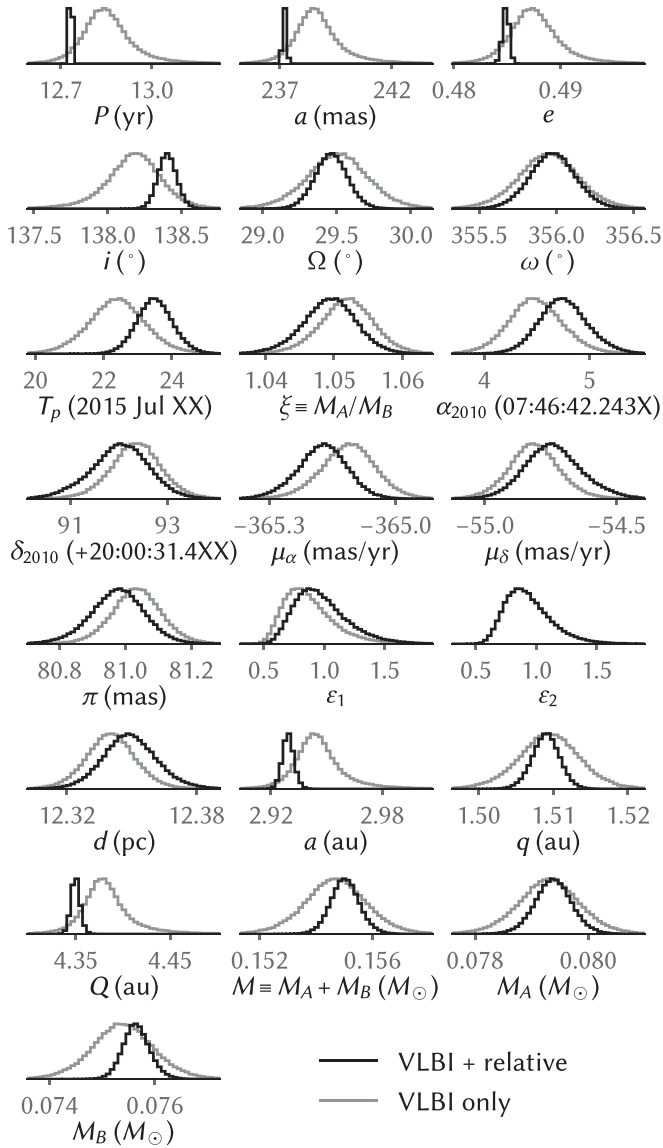 12.7 13.0 237 242 0.48 0.49
P (yr) a (mas) e
137.5 138.0 138.5 29.0 29.5 30.0 355.5 356.0 356.5
i (°) Ω (°) ω (°)
20 22 24 1.04 1.05 1.06 4 5
Tₚ (2015 Jul XX) ξ ≡ M_A/M_B α₂₀₁₀ (07:46:42.243X)
91 93 −365.3 −365.0 −55.0 −54.5
δ₂₀₁₀ (+20:00:31.4XX) μ_α (mas/yr) μ_δ (mas/yr)
80.8 81.0 81.2 0.5 1.0 1.5 0.5 1.0 1.5
π (mas) ε₁ ε₂
12.32 12.38 2.92 2.98 1.50 1.51 1.52
d (pc) a (au) q (au)
4.35 4.45 0.152 0.156 0.078 0.080
Q (au) M ≡ M_A + M_B (M_⊙) M_A (M_⊙)
VLBI + relative
VLBI only
0.074 0.076
M_B (M_⊙)